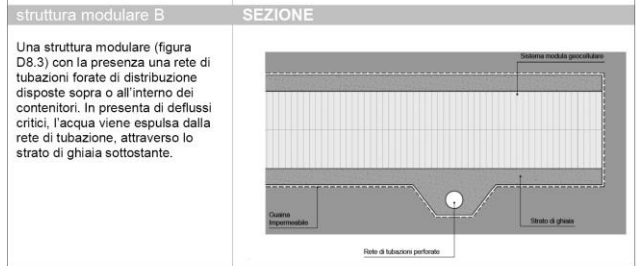 struttura modulare B
SEZIONE
Una struttura modulare (figura
D8.3) con la presenza una rete di
tubazioni forate di distribuzione
disposte sopra o all'interno dei
contenitori. In presenta di deflussi
critici, l'acqua viene espulsa dalla
rete di tubazione, attraverso lo
strato di ghiaia sottostante.
Sistema modula geocellulare
Guaina
Impermeabile
Strato di ghiaia
Rete di tubazioni perforate